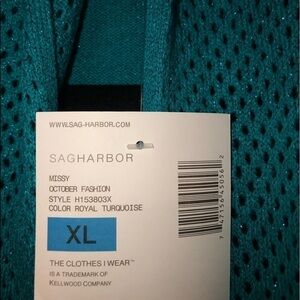 WWW.SAG-HARBOR.COM
SAGHARBOR
MISSY
OCTOBER FASHION
STYLE H153803X
COLOR ROYAL TURQUOISE
XL
THE CLOTHES I WEAR™
IS A TRADEMARK OF
KELLWOOD COMPANY